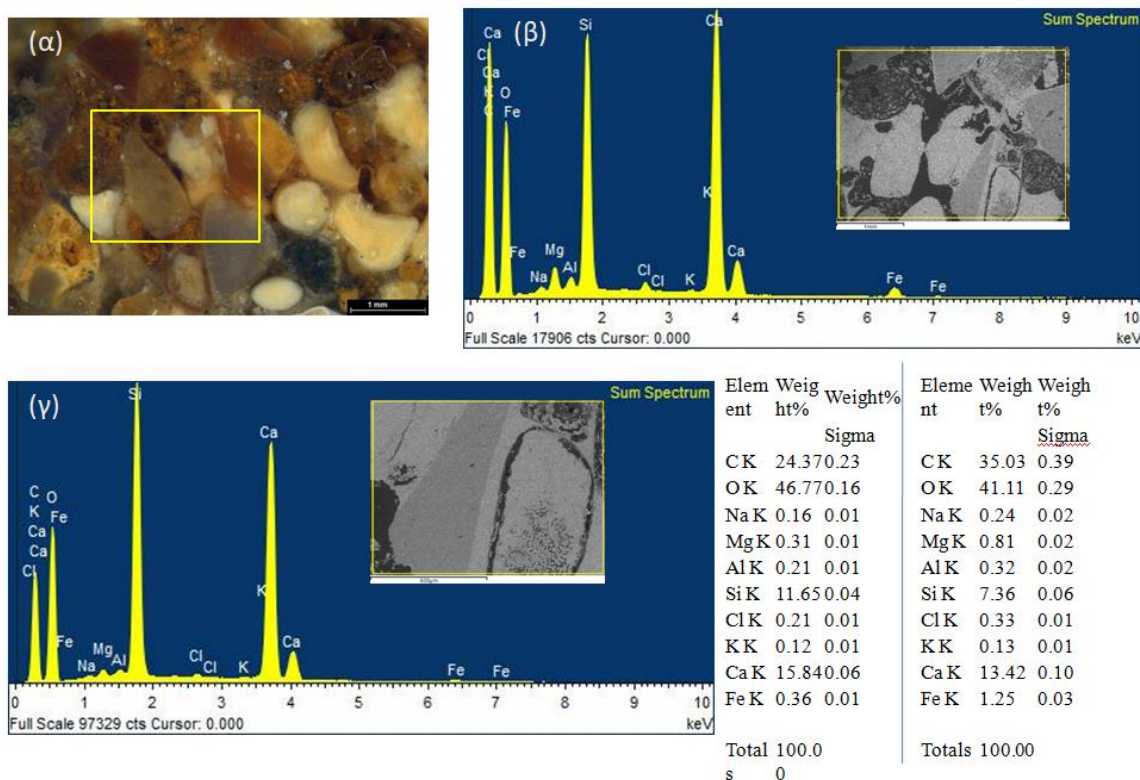 (α)
1 mm
(β)
Sum Spectrum
Ca
Cl
Ca
K
C
O
Fe
Fe
Na
Mg
Al
Si
Cl
Cl
K
K
Ca
Ca
Fe
Fe
1mm
0 1 2 3 4 5 6 7 8 9 10
Full Scale 17906 cts Cursor: 0.000
keV
(γ)
Sum Spectrum
C
K
Ca
Ca
Cl
O
Fe
Fe
Na
Mg
Al
Si
Cl
Cl
K
K
Ca
Ca
Fe
Fe
0 1 2 3 4 5 6 7 8 9 10
Full Scale 97329 cts Cursor: 0.000
keV
Elem Weig Weight%
ent ht%
Sigma
C K 24.37 0.23
O K 46.77 0.16
Na K 0.16 0.01
Mg K 0.31 0.01
Al K 0.21 0.01
Si K 11.65 0.04
Cl K 0.21 0.01
K K 0.12 0.01
Ca K 15.84 0.06
Fe K 0.36 0.01
Total 100.0
s 0
Eleme Weigh Weigh
nt t% t%
Sigma
C K 35.03 0.39
O K 41.11 0.29
Na K 0.24 0.02
Mg K 0.81 0.02
Al K 0.32 0.02
Si K 7.36 0.06
Cl K 0.33 0.01
K K 0.13 0.01
Ca K 13.42 0.10
Fe K 1.25 0.03
Totals 100.00